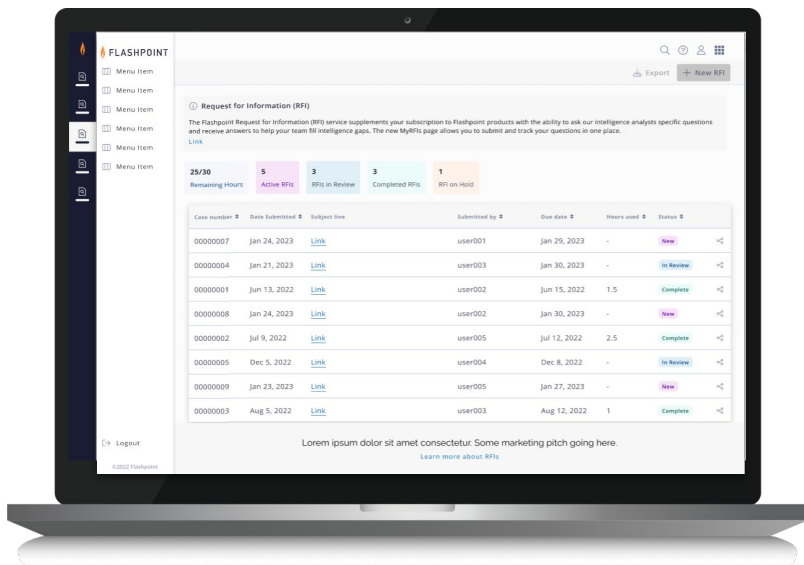 FLASHPOINT
Menu Item
Menu Item
Menu Item
Menu Item
Menu Item
Menu Item
Logout
©2022 Flashpoint
Export
+ New RFI
Request for Information (RFI)
The Flashpoint Request for Information (RFI) service supplements your subscription to Flashpoint products with the ability to ask our intelligence analysts specific questions
and receive answers to help your team fill intelligence gaps. The new MyRFIs page allows you to submit and track your questions in one place.
Link
25/30 5 3 3 1
Remaining Hours Active RFIs RFIs in Review Completed RFIs RFI on Hold
Case number Date Submitted Subject line Submitted by Due date Hours used Status
00000007 Jan 24, 2023 Link user001 Jan 29, 2023 - New
00000004 Jan 21, 2023 Link user003 Jan 30, 2023 - In Review
00000001 Jun 13, 2022 Link user002 Jun 15, 2022 1.5 Complete
00000008 Jan 24, 2023 Link user002 Jan 30, 2023 - New
00000002 Jul 9, 2022 Link user005 Jul 12, 2022 2.5 Complete
00000005 Dec 5, 2022 Link user004 Dec 8, 2022 - In Review
00000009 Jan 23, 2023 Link user005 Jan 27, 2023 - New
00000003 Aug 5, 2022 Link user003 Aug 12, 2022 1 Complete
Lorem ipsum dolor sit amet consectetur. Some marketing pitch going here.
Learn more about RFIs